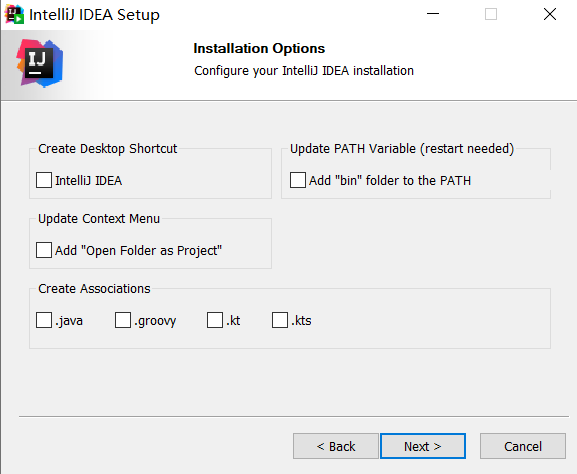 IntelliJ IDEA Setup
IJ
Installation Options
Configure your IntelliJ IDEA installation
Create Desktop Shortcut
IntelliJ IDEA
Update PATH Variable (restart needed)
Add "bin" folder to the PATH
Update Context Menu
Add "Open Folder as Project"
Create Associations
.java .groovy .kt .kts
< Back Next > Cancel